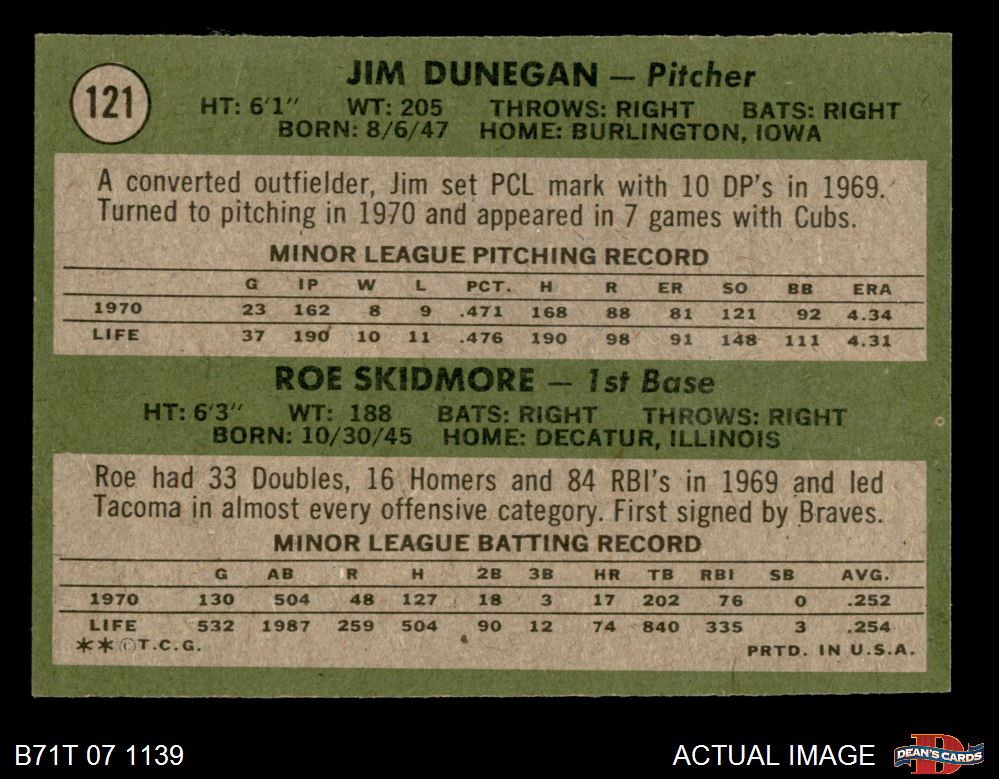 121
JIM DUNEGAN — Pitcher
HT: 6'1" WT: 205 THROWS: RIGHT BATS: RIGHT
BORN: 8/6/47 HOME: BURLINGTON, IOWA
A converted outfielder, Jim set PCL mark with 10 DP's in 1969.
Turned to pitching in 1970 and appeared in 7 games with Cubs.
MINOR LEAGUE PITCHING RECORD
G IP W L PCT. H R ER SO BB ERA
1970 23 162 8 9 .471 168 88 81 121 92 4.34
LIFE 37 190 10 11 .476 190 98 91 148 111 4.31
ROE SKIDMORE — 1st Base
HT: 6'3" WT: 188 BATS: RIGHT THROWS: RIGHT
BORN: 10/30/45 HOME: DECATUR, ILLINOIS
Roe had 33 Doubles, 16 Homers and 84 RBI's in 1969 and led
Tacoma in almost every offensive category. First signed by Braves.
MINOR LEAGUE BATTING RECORD
G AB R H 2B 3B HR TB RBI SB AVG.
1970 130 504 48 127 18 3 17 202 76 0 .252
LIFE 532 1987 259 504 90 12 74 840 335 3 .254
**©T.C.G. PRTD. IN U.S.A.
B71T 07 1139 ACTUAL IMAGE DEAN'S CARDS